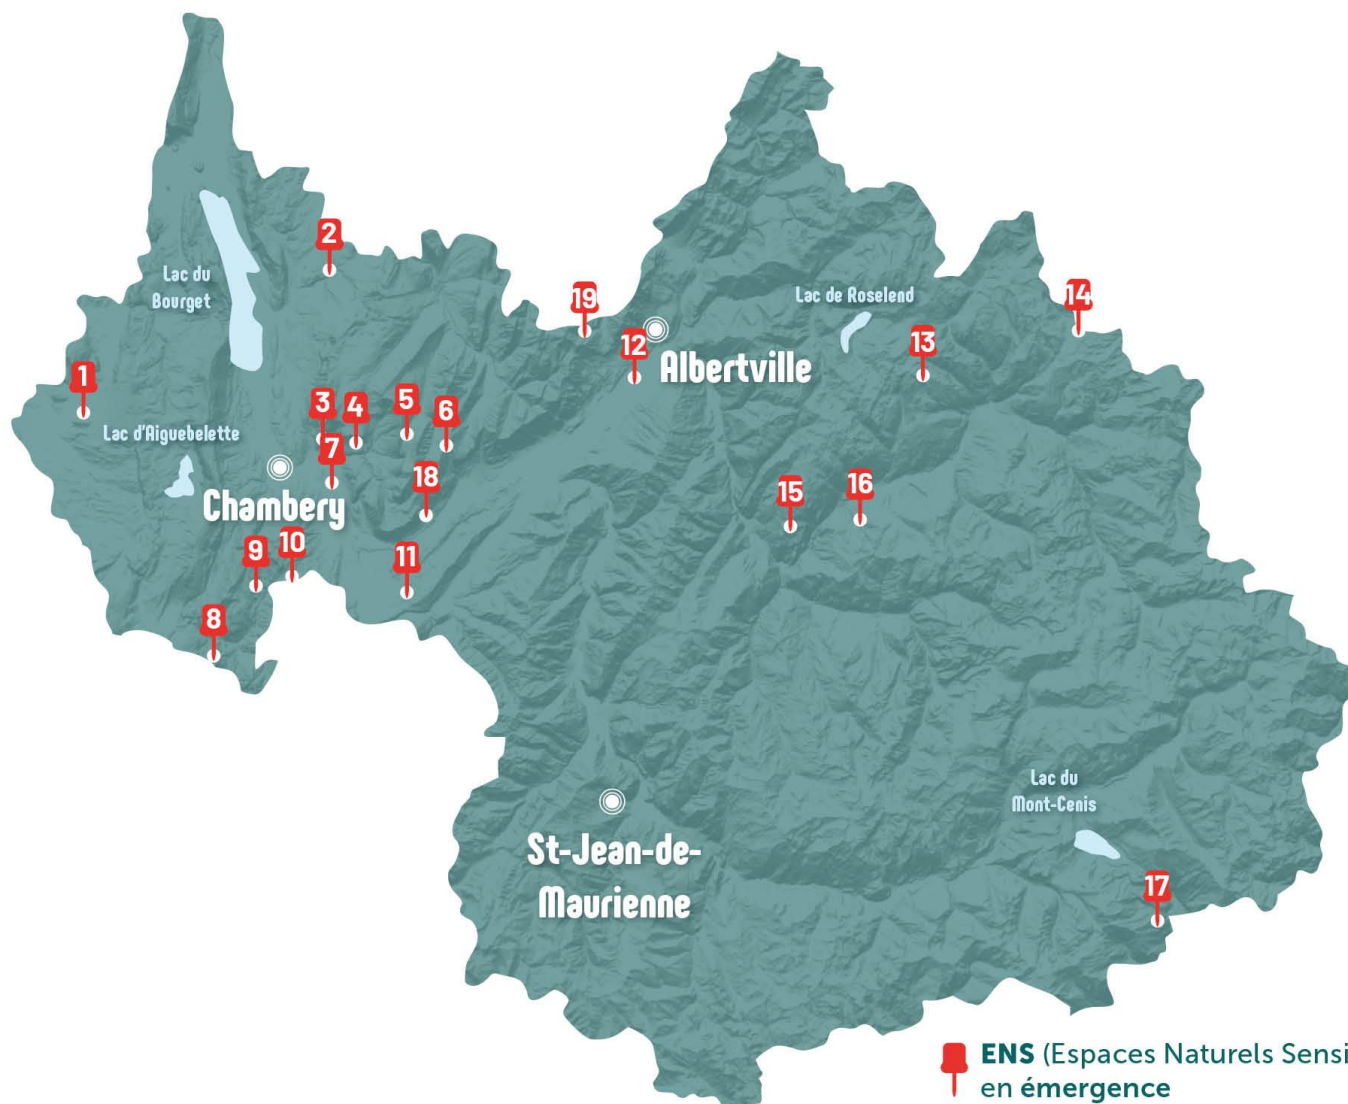 2
Lac du
Bourget
19
14
Lac de Roselend
12
13
Albertville
1
3
4
5
6
Lac d'Aiguebelette
7
18
Chambery
15
16
9
10
11
8
Lac du
Mont-Cenis
St-Jean-de-
Maurienne
17
ENS (Espaces Naturels Sensi
en émergence